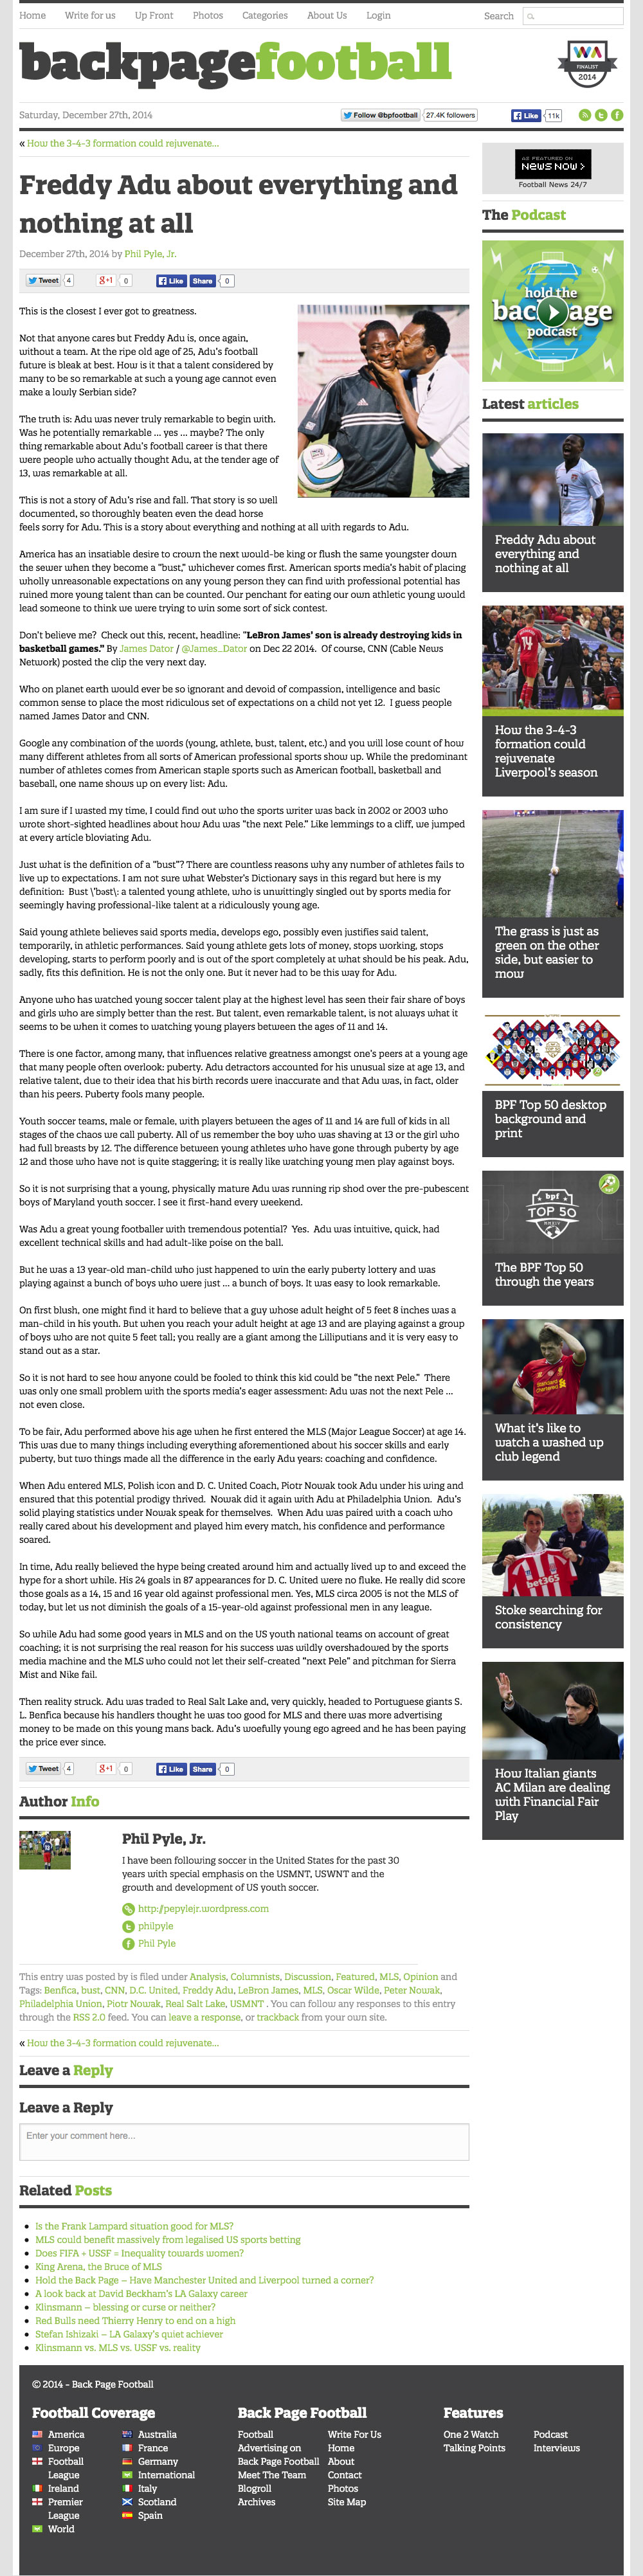 Home Write for us Up Front Photos Categories About Us Login Search
backpagefootball
WA
FINALIST
2014
Saturday, December 27th, 2014 Follow @bpfootball 27.4K followers Like 11k
« How the 3-4-3 formation could rejuvenate...
Freddy Adu about everything and
nothing at all
December 27th, 2014 by Phil Pyle, Jr.
Tweet 4 g+1 0 Like Share 0
This is the closest I ever got to greatness.
Not that anyone cares but Freddy Adu is, once again,
without a team. At the ripe old age of 25, Adu's football
future is bleak at best. How is it that a talent considered by
many to be so remarkable at such a young age cannot even
make a lowly Serbian side?
The truth is: Adu was never truly remarkable to begin with.
Was he potentially remarkable ... yes ... maybe? The only
thing remarkable about Adu's football career is that there
were people who actually thought Adu, at the tender age of
13, was remarkable at all.
This is not a story of Adu's rise and fall. That story is so well
documented, so thoroughly beaten even the dead horse
feels sorry for Adu. This is a story about everything and nothing at all with regards to Adu.
America has an insatiable desire to crown the next would-be king or flush the same youngster down
the sewer when they become a "bust," whichever comes first. American sports media's habit of placing
wholly unreasonable expectations on any young person they can find with professional potential has
ruined more young talent than can be counted. Our penchant for eating our own athletic young would
lead someone to think we were trying to win some sort of sick contest.
Don't believe me? Check out this, recent, headline: "LeBron James' son is already destroying kids in
basketball games." By James Dator / @James_Dator on Dec 22 2014. Of course, CNN (Cable News
Network) posted the clip the very next day.
Who on planet earth would ever be so ignorant and devoid of compassion, intelligence and basic
common sense to place the most ridiculous set of expectations on a child not yet 12. I guess people
named James Dator and CNN.
Google any combination of the words (young, athlete, bust, talent, etc.) and you will lose count of how
many different athletes from all sorts of American professional sports show up. While the predominant
number of athletes comes from American staple sports such as American football, basketball and
baseball, one name shows up on every list: Adu.
I am sure if I wasted my time, I could find out who the sports writer was back in 2002 or 2003 who
wrote short-sighted headlines about how Adu was "the next Pele." Like lemmings to a cliff, we jumped
at every article bloviating Adu.
Just what is the definition of a "bust"? There are countless reasons why any number of athletes fails to
live up to expectations. I am not sure what Webster's Dictionary says in this regard but here is my
definition: Bust \'bəst\: a talented young athlete, who is unwittingly singled out by sports media for
seemingly having professional-like talent at a ridiculously young age.
Said young athlete believes said sports media, develops ego, possibly even justifies said talent,
temporarily, in athletic performances. Said young athlete gets lots of money, stops working, stops
developing, starts to perform poorly and is out of the sport completely at what should be his peak. Adu,
sadly, fits this definition. He is not the only one. But it never had to be this way for Adu.
Anyone who has watched young soccer talent play at the highest level has seen their fair share of boys
and girls who are simply better than the rest. But talent, even remarkable talent, is not always what it
seems to be when it comes to watching young players between the ages of 11 and 14.
There is one factor, among many, that influences relative greatness amongst one's peers at a young age
that many people often overlook: puberty. Adu critics often point to his unusual size at age 13, and
relative talent, due to their idea that his birth records were forged and that Adu was, in fact, older
than his peers. Puberty fools many people.
Youth soccer teams, male or female, with players between the ages of 11 and 14 are full of kids in all
stages of the chaos we call puberty. All of us remember the boy who was shaving at 13 or the girl who
had full breasts by 12. The difference between young athletes who have gone through puberty by age
12 and those who have not is quite staggering; it is really like watching young men play against boys.
So it is not surprising that a young, physically mature Adu was running rip shod over the pre-pubescent
boys of Maryland youth soccer. I see it first-hand every weekend.
Was Adu a great young footballer with tremendous potential? Yes. Adu was intuitive, quick, had
excellent technical skills and had adult-like poise on the ball.
But he was a 13 year-old man-child who just happened to win the early puberty lottery and was
playing against a bunch of boys who were just ... a bunch of boys. It was easy to look remarkable.
On first blush, one might find it hard to believe that a guy whose adult height of 5 feet 8 inches was a
man-child in his youth. But when you reach your adult height at age 13 and are playing against a group
of boys who are not quite 5 feet tall; you really are a giant among the Lilliputians and it is very easy to
stand out as a star.
So it is not hard to see how anyone could be fooled to think this kid could be "the next Pele." There
was only one small problem with the sports media's eager assessment: Adu was not the next Pele ...
not even close.
To be fair, Adu performed above his age when he first entered the MLS (Major League Soccer) at age 14.
This was due to many things including everything aforementioned about his soccer skills and early
puberty, but two things made all the difference in the early Adu years: coaching and confidence.
When Adu entered MLS, Polish icon and D. C. United Coach, Piotr Nowak took Adu under his wing and
ensured that this potential prodigy thrived. Nowak did it again with Adu at Philadelphia Union. Adu's
solid playing statistics under Nowak speak for themselves. When Adu was paired with a coach who
really cared about his development and played him every match, his confidence and performance
soared.
In time, Adu really believed the hype being created around him and actually lived up to and exceed the
hype for a short while. His 24 goals in 87 appearances for D. C. United were no fluke. He really did score
those goals as a 14, 15 and 16 year old against professional men. Yes, MLS circa 2005 is not the MLS of
today, but let us not diminish the goals of a 15-year-old against professional men in any league.
So while Adu had some good years in MLS and on the US youth national teams on account of great
coaching; it is not surprising the real reason for his success was wildly overshadowed by the sports
media machine and the MLS who could not let their self-created "next Pele" and pitchman for Sierra
Mist and Nike fail.
Then reality struck. Adu was traded to Real Salt Lake and, very quickly, headed to Portuguese giants S.
L. Benfica because his handlers thought he was too good for MLS and there was more advertising
money to be made on this young mans back. Adu's woefully young ego agreed and he has been paying
the price ever since.
Tweet 4 g+1 0 Like Share 0
Author Info
Phil Pyle, Jr.
I have been following soccer in the United States for the past 30
years with special emphasis on the USMNT, USWNT and the
growth and development of US youth soccer.
http://pepylejr.wordpress.com
philpyle
Phil Pyle
This entry was posted by is filed under Analysis, Columnists, Discussion, Featured, MLS, Opinion and
Tags: Benfica, bust, CNN, D.C. United, Freddy Adu, LeBron James, MLS, Oscar Wilde, Peter Nowak,
Philadelphia Union, Piotr Nowak, Real Salt Lake, USMNT . You can follow any responses to this entry
through the RSS 2.0 feed. You can leave a response, or trackback from your own site.
« How the 3-4-3 formation could rejuvenate...
Leave a Reply
Leave a Reply
Enter your comment here...
Related Posts
Is the Frank Lampard situation good for MLS?
MLS could benefit massively from legalised US sports betting
Does FIFA + USSF = Inequality towards women?
King Arena, the Bruce of MLS
Hold the Back Page – Have Manchester United and Liverpool turned a corner?
A look back at David Beckham's LA Galaxy career
Klinsmann – blessing or curse or neither?
Red Bulls need Thierry Henry to end on a high
Stefan Ishizaki – LA Galaxy's quiet achiever
Klinsmann vs. MLS vs. USSF vs. reality
AS FEATURED ON
NEWS NOW
Football News 24/7
The Podcast
hold the
backpage
podcast
Latest articles
19
Freddy Adu about
everything and
nothing at all
14
How the 3-4-3
formation could
rejuvenate
Liverpool's season
The grass is just as
green on the other
side, but easier to
mow
BPF Top 50 desktop
background and
print
bpf
TOP 50
The BPF Top 50
through the years
What it's like to
watch a washed up
club legend
bet365
Stoke searching for
consistency
How Italian giants
AC Milan are dealing
with Financial Fair
Play
© 2014 - Back Page Football
Football Coverage
America
Europe
Football
League
Ireland
Premier
League
World
Australia
France
Germany
International
Italy
Scotland
Spain
Back Page Football
Football
Advertising on
Back Page Football
Meet The Team
Blogroll
Archives
Write For Us
Home
About
Contact
Photos
Site Map
Features
One 2 Watch
Talking Points
Podcast
Interviews